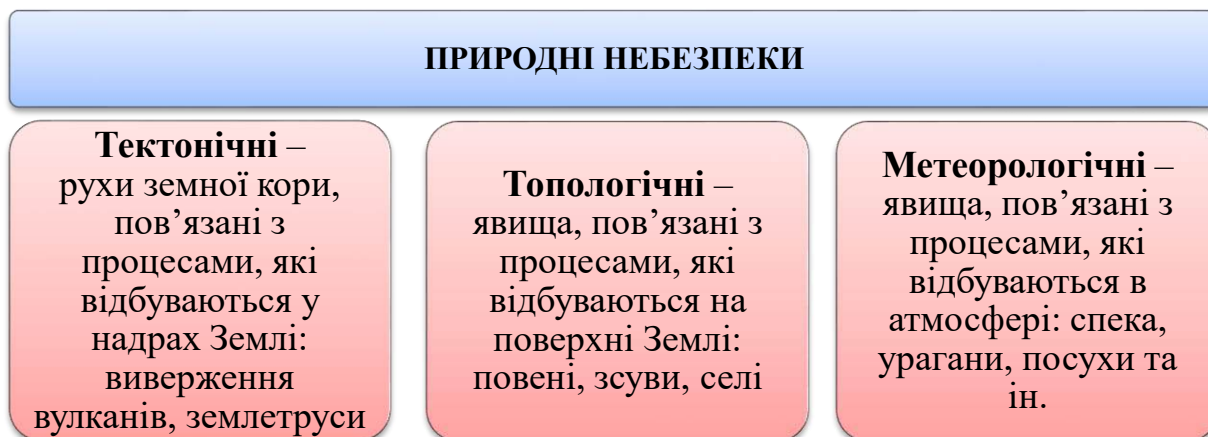 ПРИРОДНІ НЕБЕЗПЕКИ
Тектонічні –
рухи земної кори,
пов’язані з
процесами, які
відбуваються у
надрах Землі:
виверження
вулканів, землетруси
Топологічні –
явища, пов’язані з
процесами, які
відбуваються на
поверхні Землі:
повені, зсуви, селі
Метеорологічні –
явища, пов’язані з
процесами, які
відбуваються в
атмосфері: спека,
урагани, посухи та
ін.